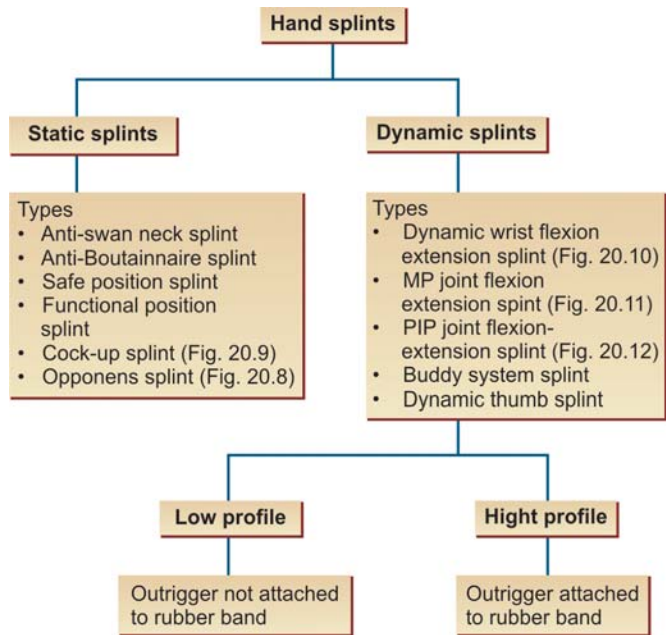 Hand splints
Static splints
Types
• Anti-swan neck splint
• Anti-Boutainnaire splint
• Safe position splint
• Functional position
splint
• Cock-up splint (Fig. 20.9)
• Opponens splint (Fig. 20.8)
Dynamic splints
Types
• Dynamic wrist flexion
extension splint (Fig. 20.10)
• MP joint flexion
extension spint (Fig. 20.11)
• PIP joint flexion-
extension splint (Fig. 20.12)
• Buddy system splint
• Dynamic thumb splint
Low profile
Outrigger not attached
to rubber band
Hight profile
Outrigger attached
to rubber band